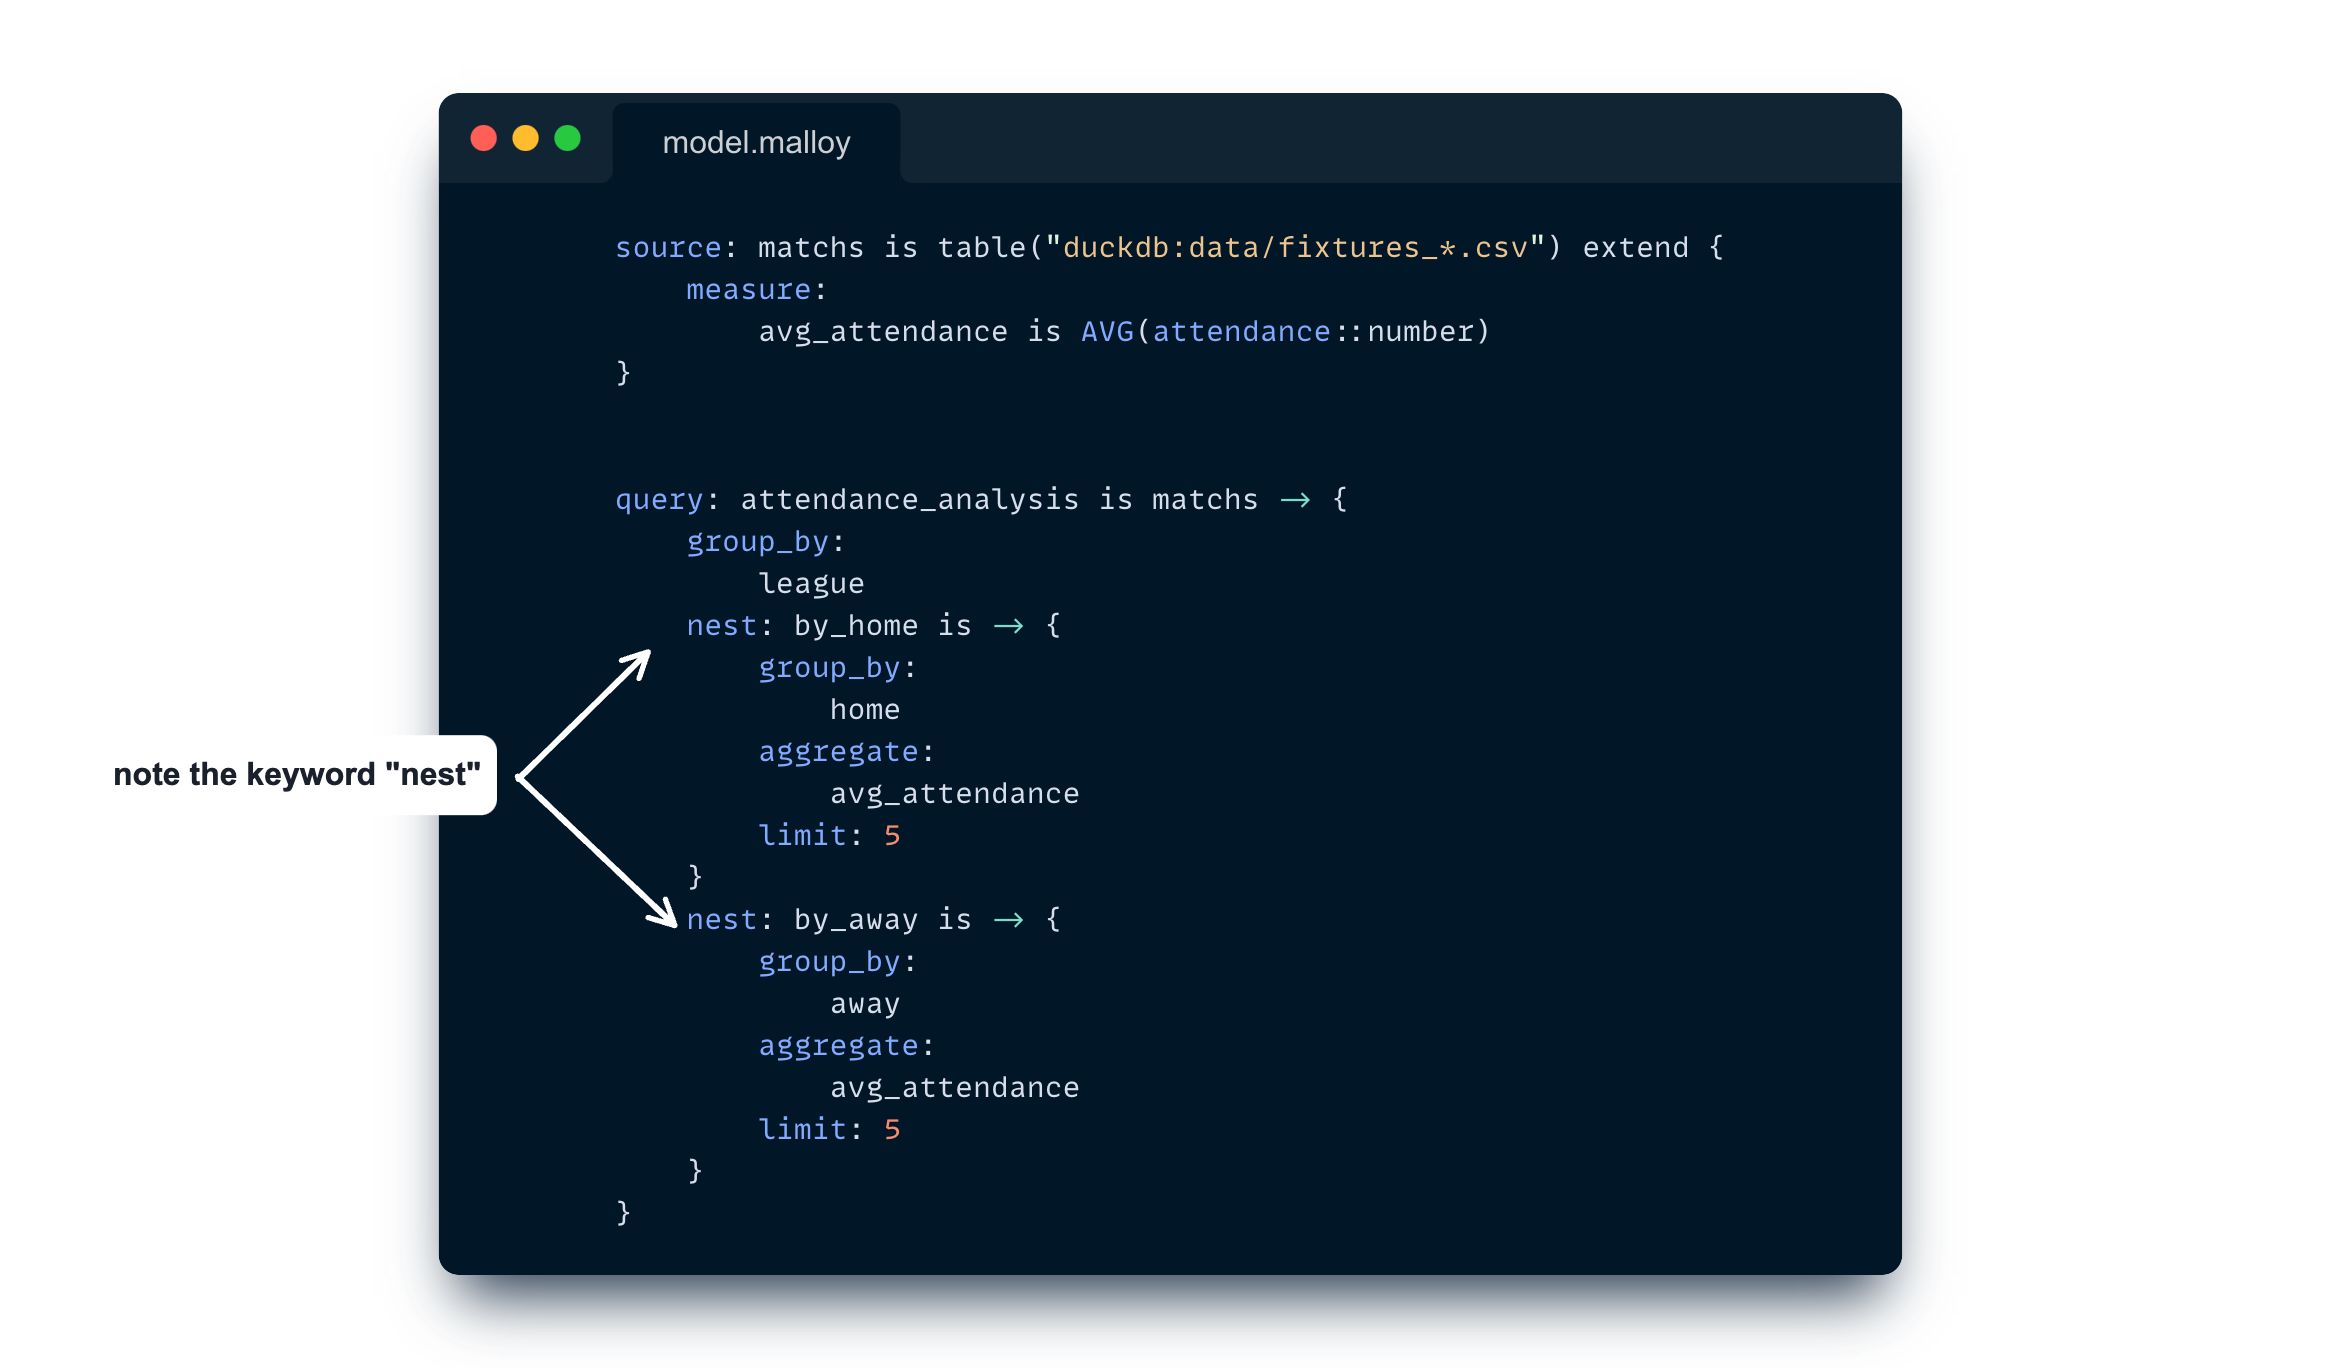 model.malloy
source: matchs is table("duckdb:data/fixtures_*.csv") extend {
measure:
avg_attendance is AVG(attendance::number)
}
query: attendance_analysis is matchs -> {
group_by:
league
nest: by_home is -> {
group_by:
home
aggregate:
avg_attendance
limit: 5
}
nest: by_away is -> {
group_by:
away
aggregate:
avg_attendance
limit: 5
}
}
note the keyword "nest"